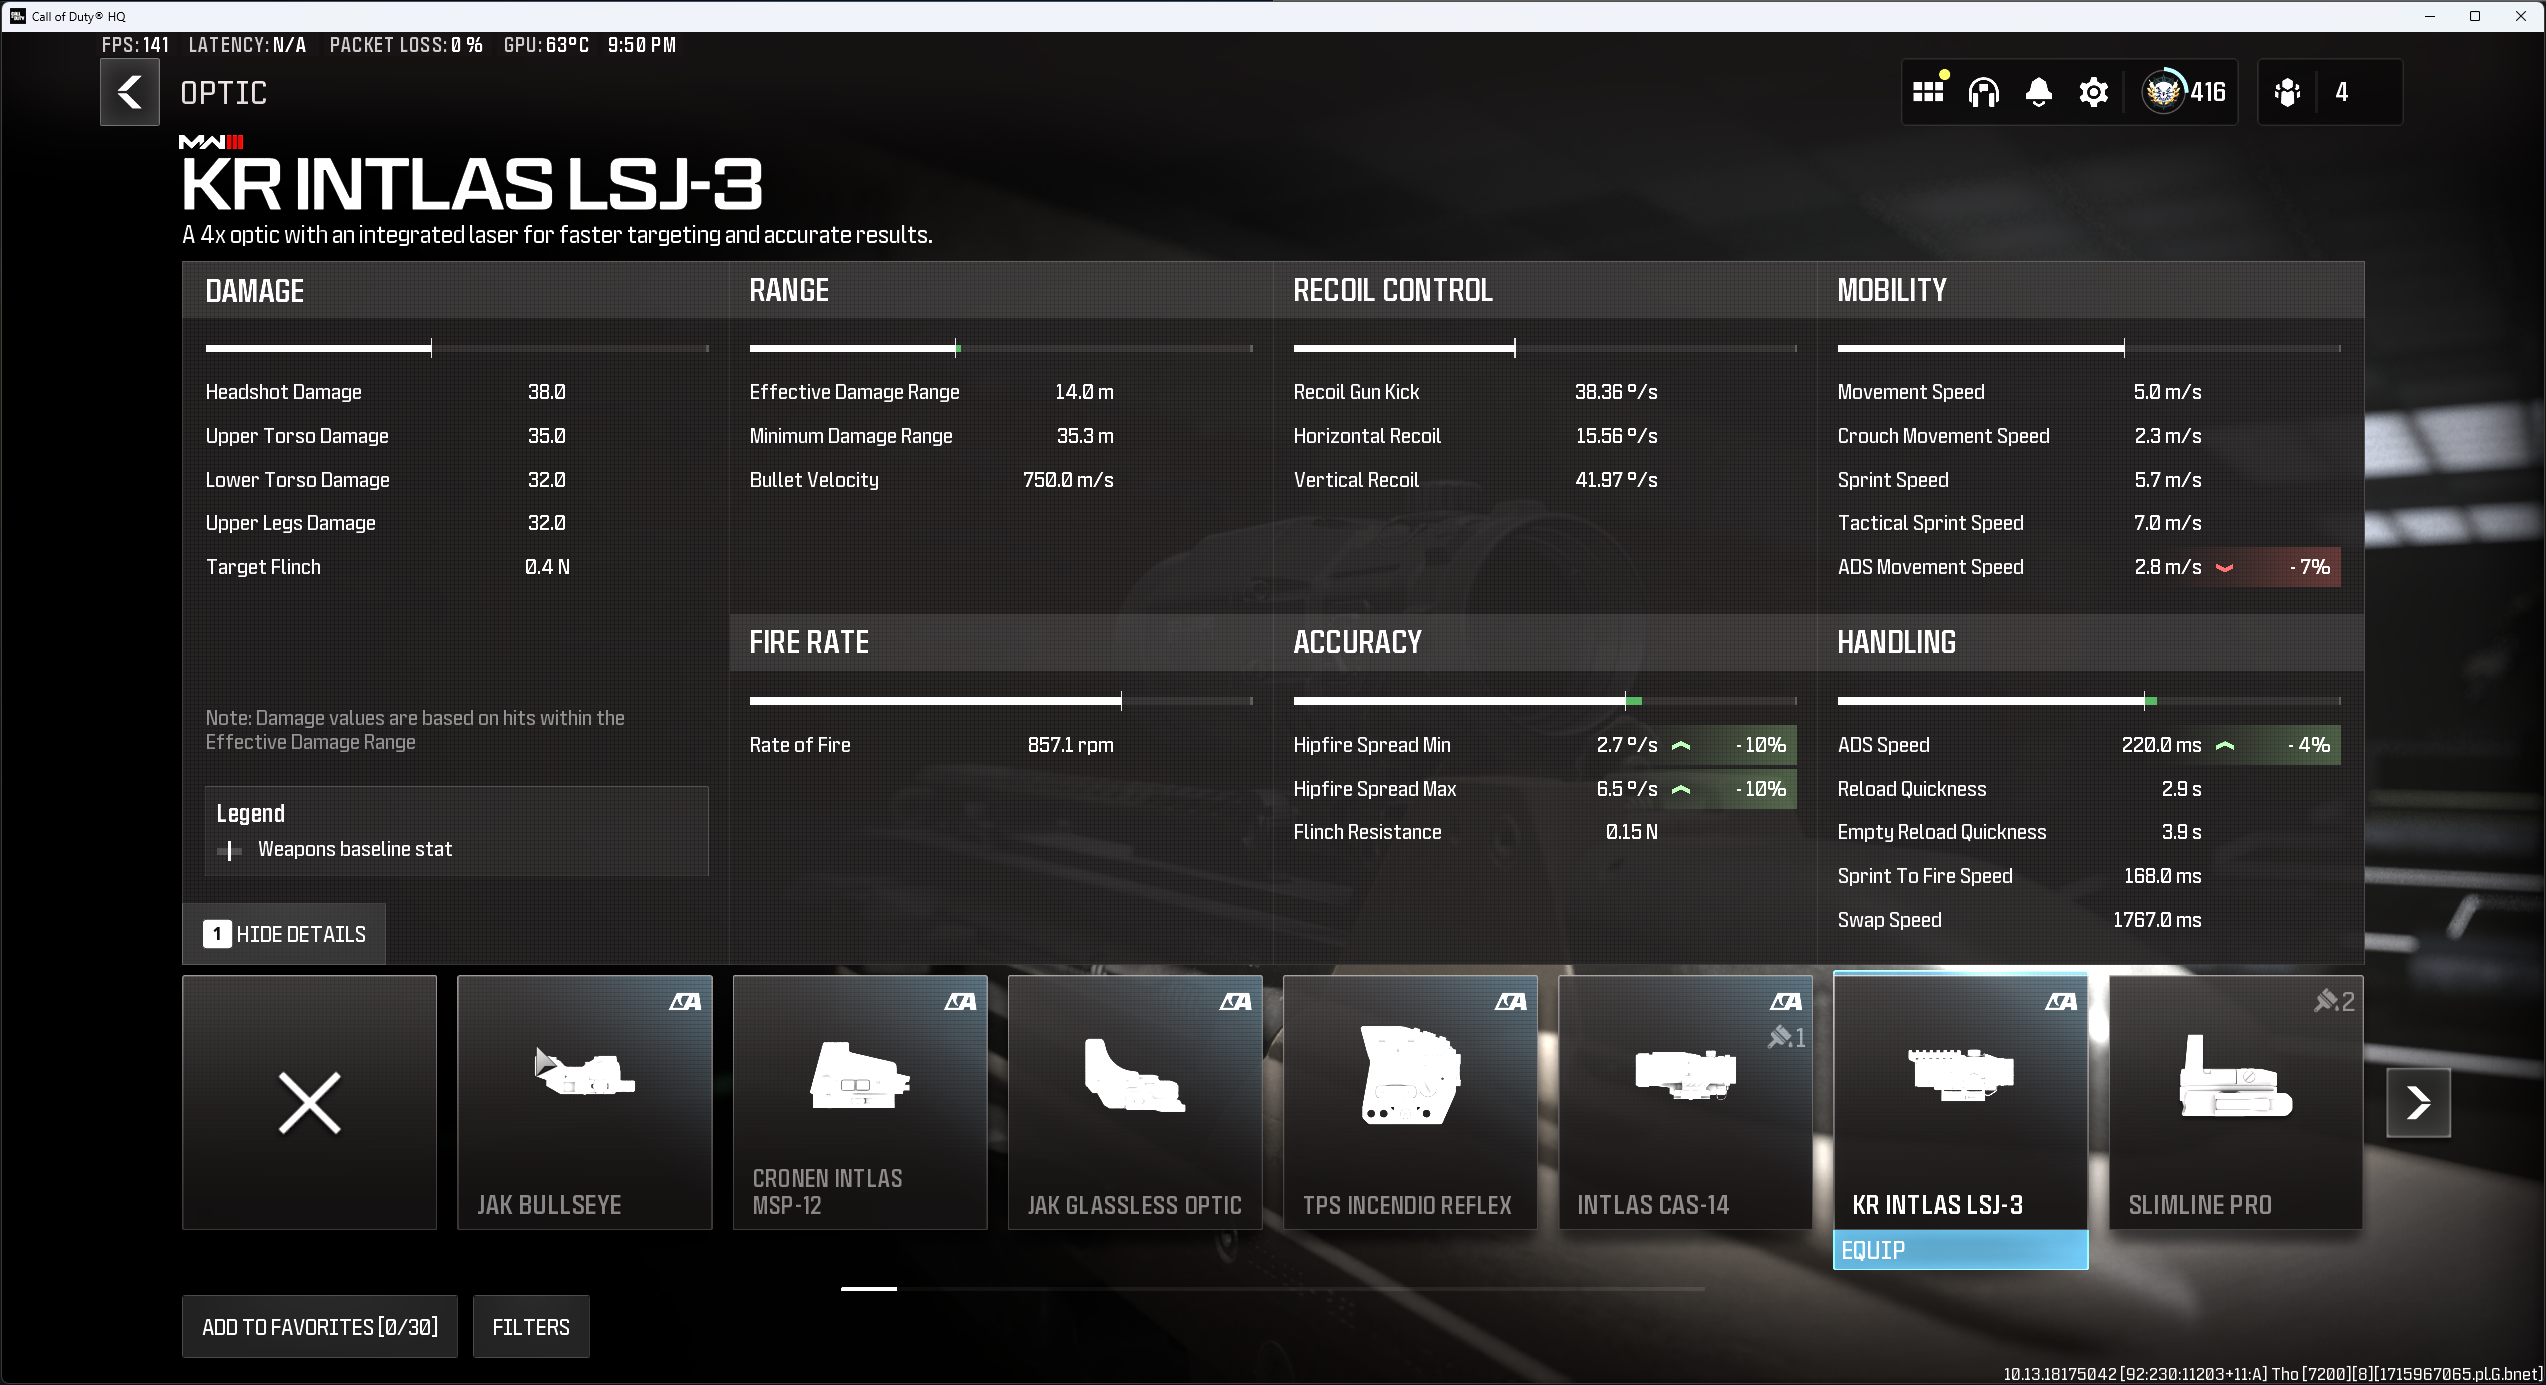 Call of Duty® HQ
FPS: 141 LATENCY: N/A PACKET LOSS: 0 % GPU: 63ºC 9:50 PM
OPTIC
416
4
MWIII
KR INTLAS LSJ-3
A 4x optic with an integrated laser for faster targeting and accurate results.
DAMAGE
Headshot Damage 38.0
Upper Torso Damage 35.0
Lower Torso Damage 32.0
Upper Legs Damage 32.0
Target Flinch 0.4 N
Note: Damage values are based on hits within the
Effective Damage Range
Legend
Weapons baseline stat
1 HIDE DETAILS
RANGE
Effective Damage Range 14.0 m
Minimum Damage Range 35.3 m
Bullet Velocity 750.0 m/s
FIRE RATE
Rate of Fire 857.1 rpm
RECOIL CONTROL
Recoil Gun Kick 38.36 º/s
Horizontal Recoil 15.56 º/s
Vertical Recoil 41.97 º/s
ACCURACY
Hipfire Spread Min 2.7 º/s - 10%
Hipfire Spread Max 6.5 º/s - 10%
Flinch Resistance 0.15 N
MOBILITY
Movement Speed 5.0 m/s
Crouch Movement Speed 2.3 m/s
Sprint Speed 5.7 m/s
Tactical Sprint Speed 7.0 m/s
ADS Movement Speed 2.8 m/s - 7%
HANDLING
ADS Speed 220.0 ms - 4%
Reload Quickness 2.9 s
Empty Reload Quickness 3.9 s
Sprint To Fire Speed 168.0 ms
Swap Speed 1767.0 ms
JAK BULLSEYE
CRONEN INTLAS
MSP-12
JAK GLASSLESS OPTIC
TPS INCENDIO REFLEX
1
INTLAS CAS-14
KR INTLAS LSJ-3
EQUIP
2
SLIMLINE PRO
ADD TO FAVORITES [0/30]
FILTERS
10.13.18175042 [92:230:11203+11:A] Tho [7200][8][1715967065.pl.G.bnet]